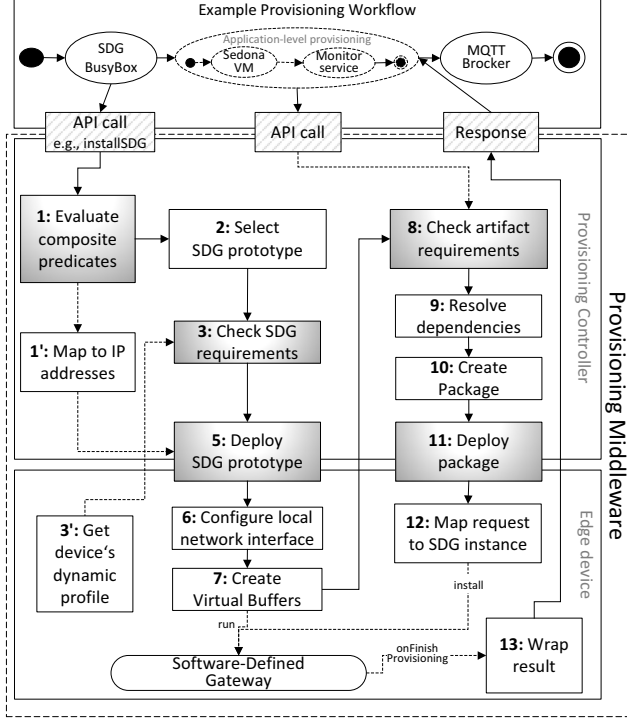 Example Provisioning Workflow
Application-level provisioning
SDG
BusyBox
Sedona
VM
Monitor
service
MQTT
Brocker
API call
e.g., installSDG
API call
Response
1: Evaluate
composite
predicates
2: Select
SDG prototype
8: Check artifact
requirements
3: Check SDG
requirements
9: Resolve
dependencies
1': Map to IP
addresses
10: Create
Package
5: Deploy
SDG prototype
11: Deploy
package
Provisioning Controller
Provisioning Middleware
3': Get
device's
dynamic
profile
6: Configure local
network interface
12: Map request
to SDG instance
7: Create
Virtual Buffers
Edge device
install
run
Software-Defined
Gateway
onFinish
Provisioning
13: Wrap
result